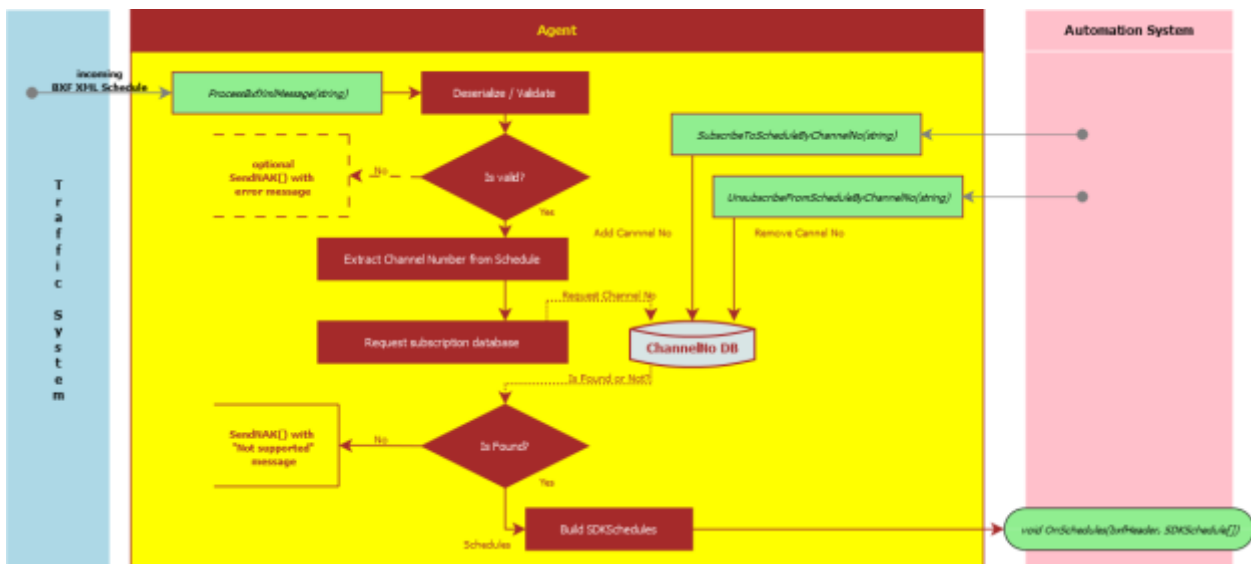 Agent
Automation System
incoming
BXF XML Schedule
ProcessBxfXmlMessage(string)
Deserialize / Validate
SubscribeToScheduleByChannelNo(string)
optional
SendNAK() with
error message
No
Is valid?
Yes
UnsubscribeFromScheduleByChannelNo(string)
Add Cannnel No
Remove Cannel No
Extract Channel Number from Schedule
Request Channel No
Request subscription database
ChannelNo DB
Is Found or Not?
Traffic System
SendNAK() with
"Not supported"
message
No
Is Found?
Yes
Schedules
Build SDKSchedules
void OnSchedules(bxfHeader, SDKSchedule[])